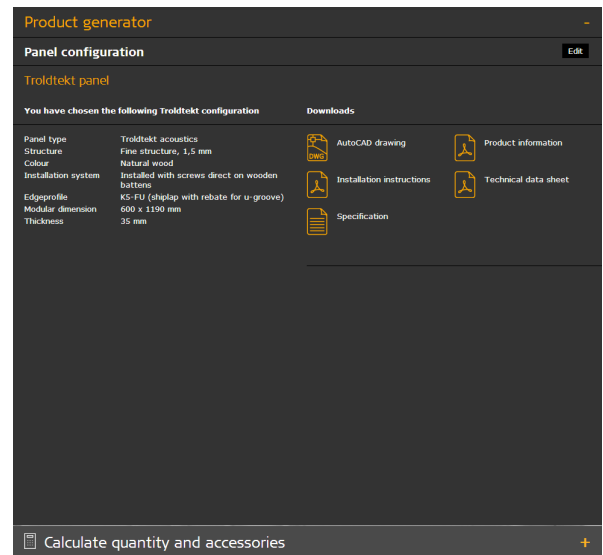 Product generator -
Panel configuration Edit
Troldtekt panel
You have chosen the following Troldtekt configuration
Panel type Troldtekt acoustics
Structure Fine structure, 1,5 mm
Colour Natural wood
Installation system Installed with screws direct on wooden
battens
Edgeprofile K5-FU (shiplap with rebate for u-groove)
Modular dimension 600 x 1190 mm
Thickness 35 mm
Downloads
DWG AutoCAD drawing
Product information
Installation instructions
Technical data sheet
Specification
Calculate quantity and accessories +